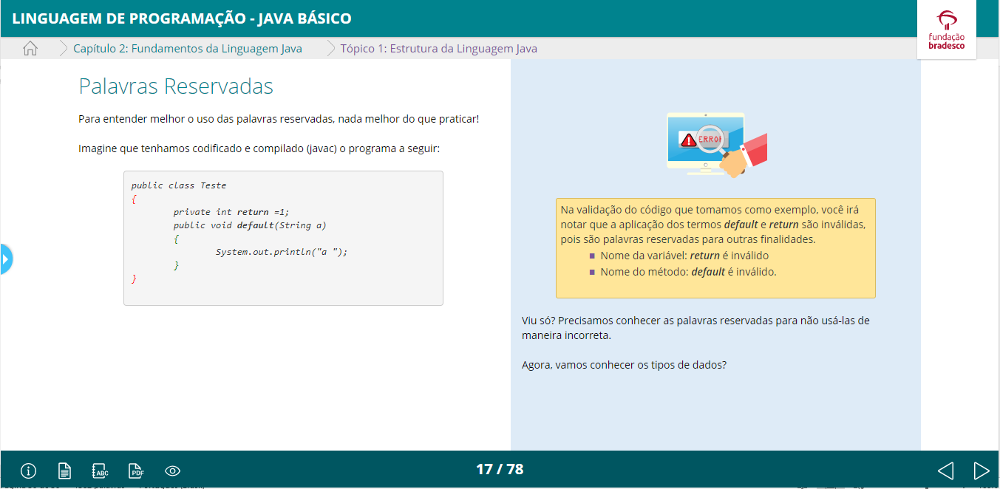 LINGUAGEM DE PROGRAMAÇÃO - JAVA BÁSICO
fundação
bradesco
Capítulo 2: Fundamentos da Linguagem Java
Tópico 1: Estrutura da Linguagem Java
Palavras Reservadas
Para entender melhor o uso das palavras reservadas, nada melhor do que praticar!
Imagine que tenhamos codificado e compilado (javac) o programa a seguir:
public class Teste
{
private int return =1;
public void default(String a)
{
System.out.println("a ");
}
}
ERROR
Na validação do código que tomamos como exemplo, você irá
notar que a aplicação dos termos default e return são inválidas,
pois são palavras reservadas para outras finalidades.
Nome da variável: return é inválido
Nome do método: default é inválido.
Viu só? Precisamos conhecer as palavras reservadas para não usá-las de
maneira incorreta.
Agora, vamos conhecer os tipos de dados?
ABC
PDF
17 / 78